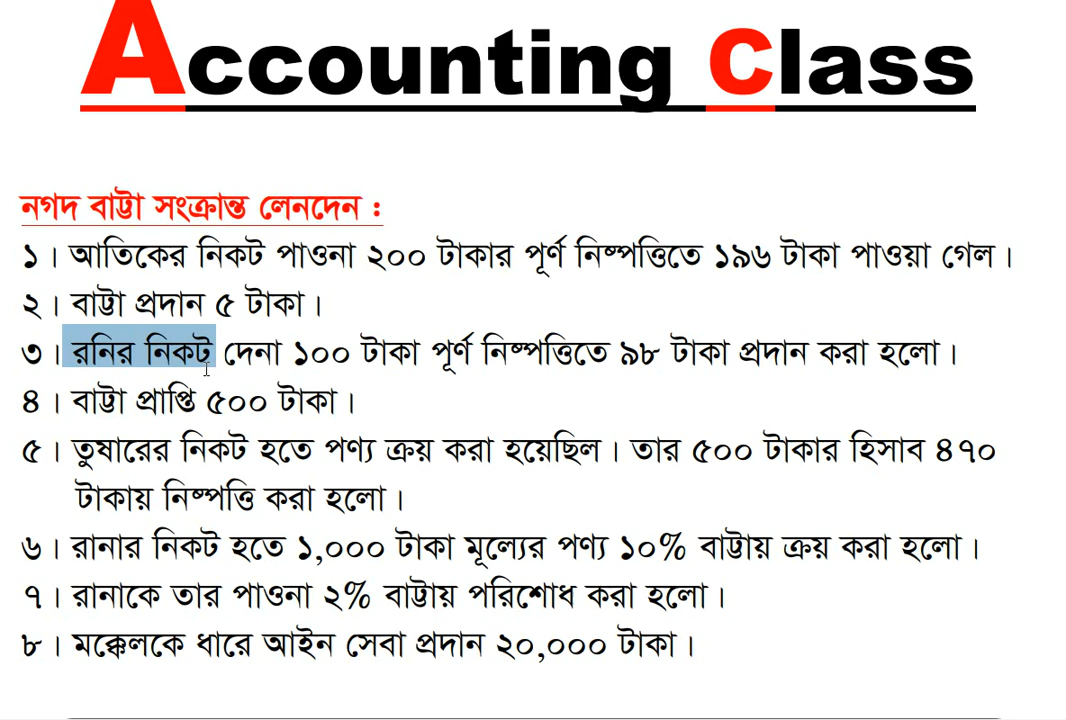 Accounting Class
নগদ বাট্টা সংক্রান্ত লেনদেন :
১। আতিকের নিকট পাওনা ২০০ টাকার পূর্ণ নিষ্পত্তিতে ১৯৬ টাকা পাওয়া গেল।
২। বাট্টা প্রদান ৫ টাকা।
৩। রনির নিকট দেনা ১০০ টাকা পূর্ণ নিষ্পত্তিতে ৯৮ টাকা প্রদান করা হলো।
৪। বাট্টা প্রাপ্তি ৫০০ টাকা।
৫। তুষারের নিকট হতে পণ্য ক্রয় করা হয়েছিল। তার ৫০০ টাকার হিসাব ৪৭০
টাকায় নিষ্পত্তি করা হলো।
৬। রানার নিকট হতে ১,০০০ টাকা মূল্যের পণ্য ১০% বাট্টায় ক্রয় করা হলো।
৭। রানাকে তার পাওনা ২% বাট্টায় পরিশোধ করা হলো।
৮। মক্কেলকে ধারে আইন সেবা প্রদান ২০,০০০ টাকা।